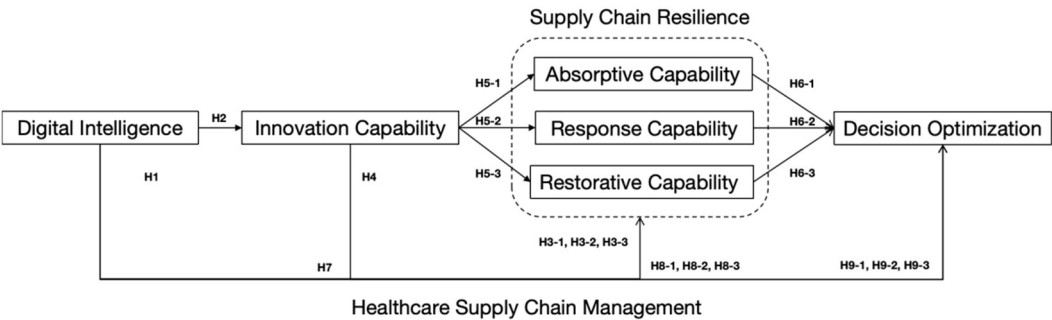 Supply Chain Resilience
Absorptive Capability
H5-1
H6-1
Digital Intelligence
H2
Innovation Capability
H5-2
Response Capability
H6-2
Decision Optimization
H1
H4
H5-3
Restorative Capability
H6-3
H3-1, H3-2, H3-3
H7
H8-1, H8-2, H8-3
H9-1, H9-2, H9-3
Healthcare Supply Chain Management